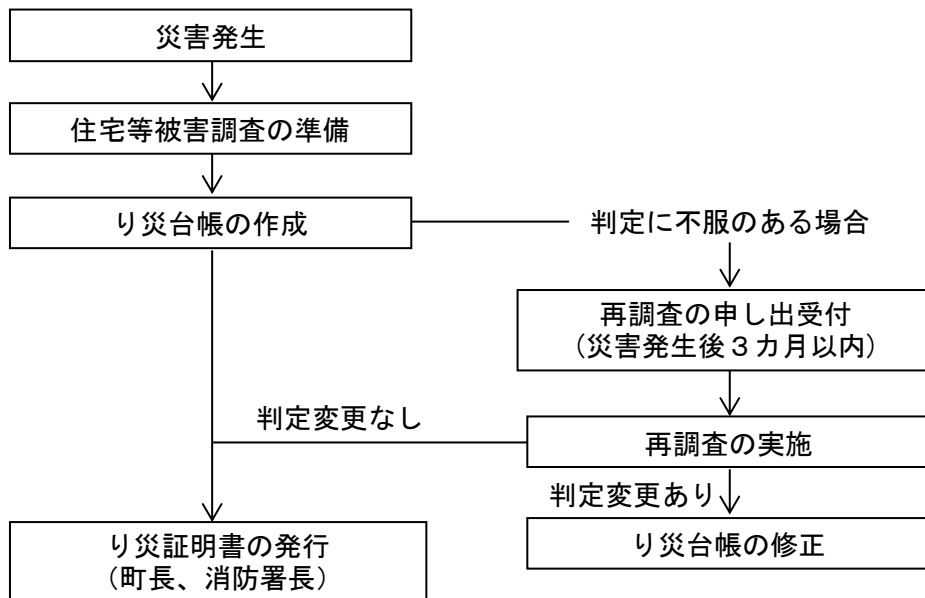 災害発生
住宅等被害調査の準備
り災台帳の作成
判定に不服のある場合
再調査の申し出受付
（災害発生後３カ月以内）
判定変更なし
再調査の実施
判定変更あり
り災証明書の発行
（町長、消防署長）
り災台帳の修正